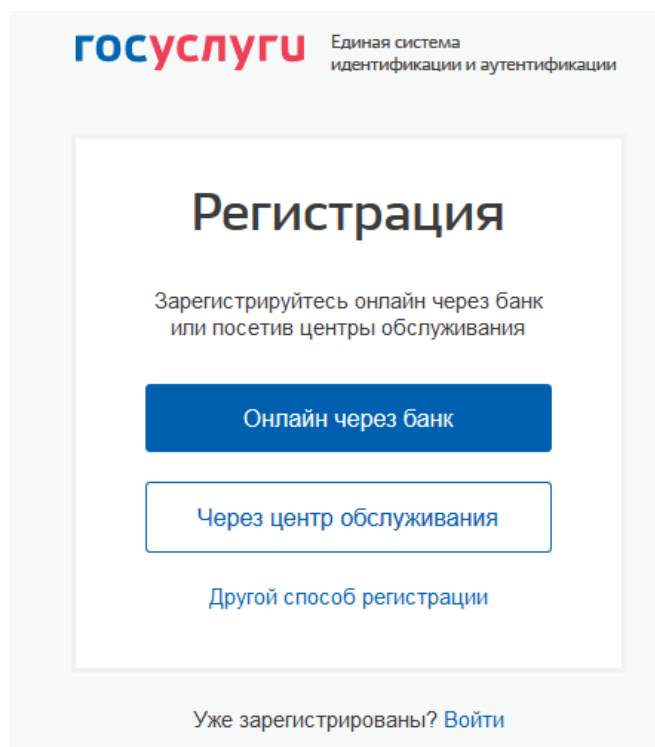 госуслуги
Единая система
идентификации и аутентификации
Регистрация
Зарегистрируйтесь онлайн через банк
или посетив центры обслуживания
Онлайн через банк
Через центр обслуживания
Другой способ регистрации
Уже зарегистрированы? Войти